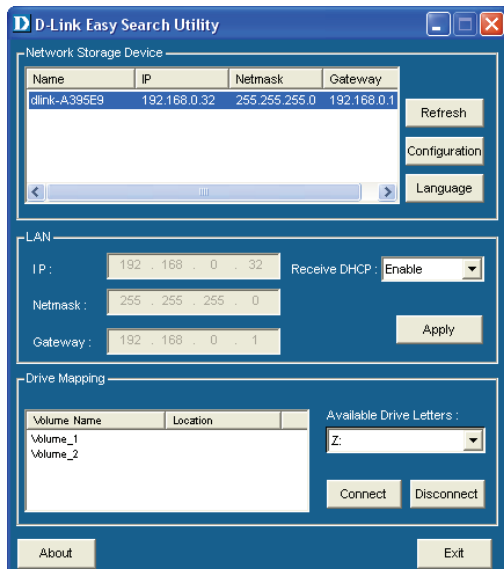 D D-Link Easy Search Utility
Network Storage Device
Name IP Netmask Gateway
dlink-A395E9 192.168.0.32 255.255.255.0 192.168.0.1
Refresh
Configuration
Language
LAN
IP : 192 . 168 . 0 . 32 Receive DHCP : Enable
Netmask : 255 . 255 . 255 . 0
Gateway : 192 . 168 . 0 . 1
Apply
Drive Mapping
Volume Name Location
Volume_1
Volume_2
Available Drive Letters :
Z:
Connect Disconnect
About Exit